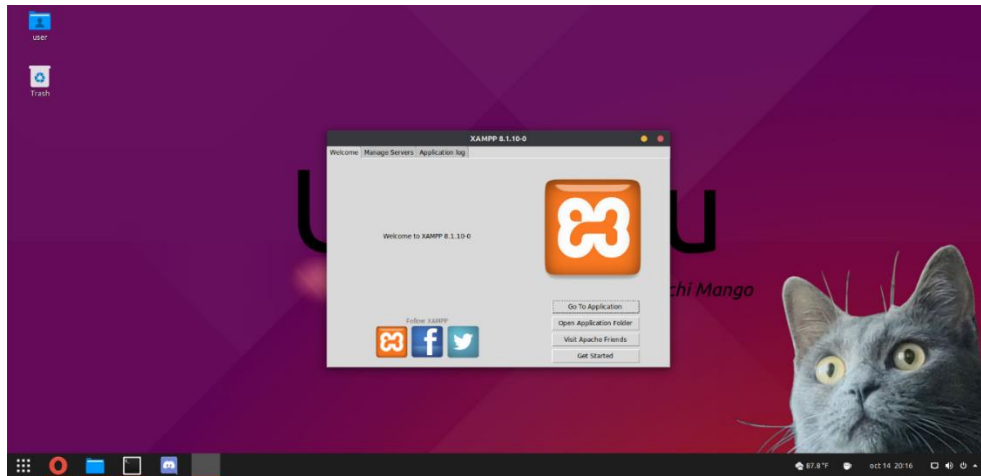 user
Trash
XAMPP 8.1.10-0
Welcome Manage Servers Application log
Welcome to XAMPP 8.1.10-0
U u
chi Mango
Go To Application
Open Application Folder
Visit Apache Friends
Get Started
Follow XAMPP
f
87.8°F oct 14 20:16